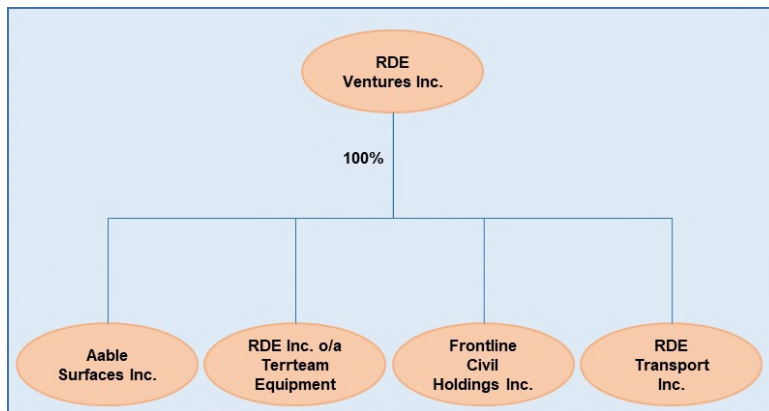 RDE
Ventures Inc.
100%
Aable
Surfaces Inc.
RDE Inc. o/a
Terrteam
Equipment
Frontline
Civil
Holdings Inc.
RDE
Transport
Inc.